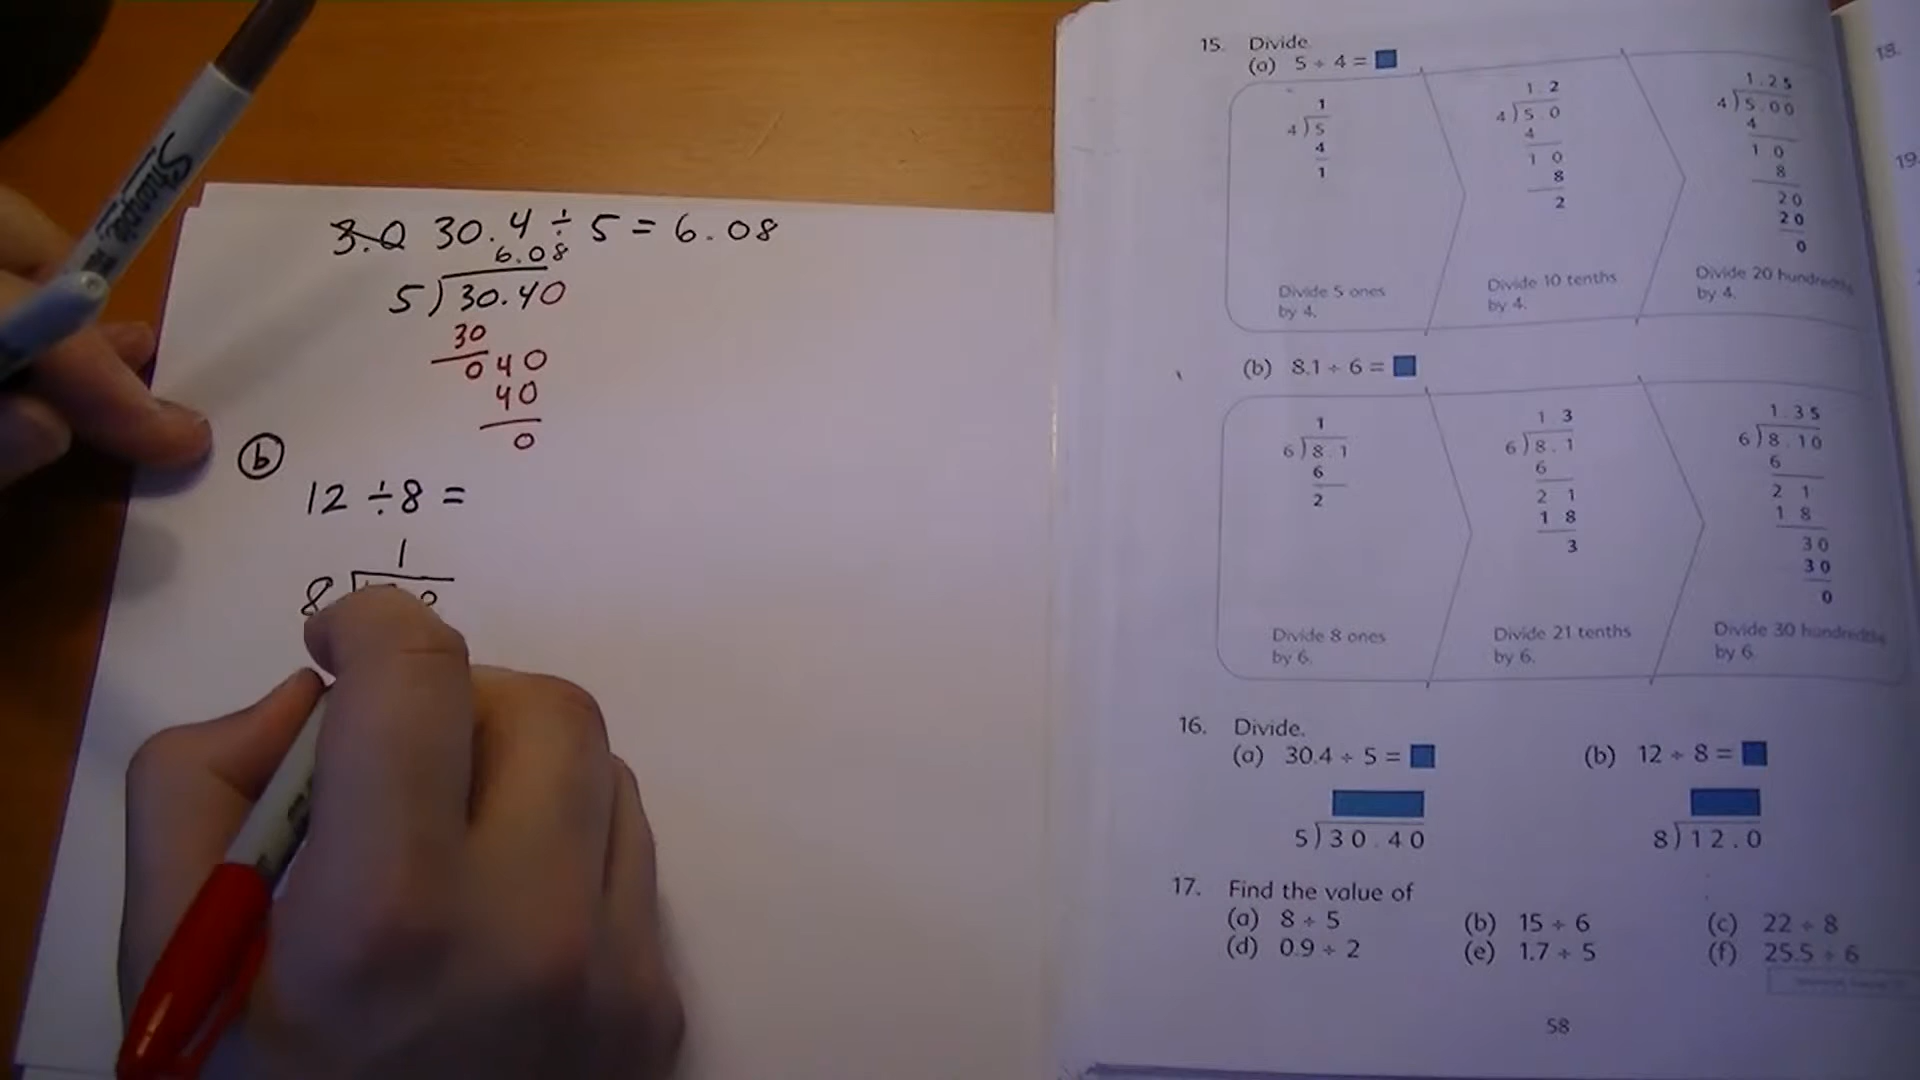 Sharpie
3.0 30.4 ÷ 5 = 6.08
6.08
5)30.40
30
0 40
40
0
(b)
12 ÷ 8 =
1
8
15. Divide.
(a) 5 ÷ 4 =
1
4)5
4
1
Divide 5 ones
by 4.
1.2
4)5.0
4
1 0
8
2
Divide 10 tenths
by 4.
1.25
4)5.00
4
1 0
8
20
20
0
Divide 20 hundredths
by 4.
(b) 8.1 ÷ 6 =
1
6)8.1
6
2
Divide 8 ones
by 6.
1 3
6)8.1
6
2 1
1 8
3
Divide 21 tenths
by 6.
1.35
6)8.10
6
2 1
1 8
30
30
0
Divide 30 hundredths
by 6.
16. Divide.
(a) 30.4 ÷ 5 =
5)30.40
(b) 12 ÷ 8 =
8)12.0
17. Find the value of
(a) 8 ÷ 5 (b) 15 ÷ 6 (c) 22 ÷ 8
(d) 0.9 ÷ 2 (e) 1.7 ÷ 5 (f) 25.5 ÷ 6
58
18.
19.